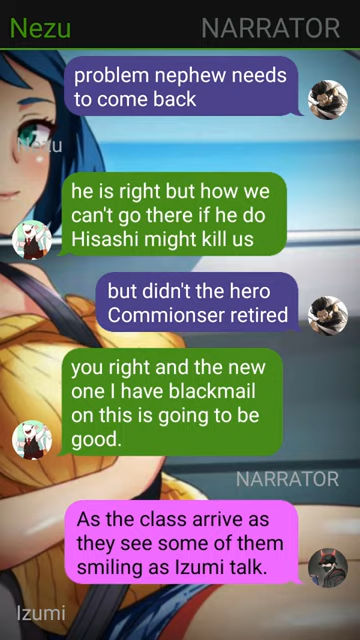 Nezu NARRATOR
problem nephew needs
to come back
Nezu
he is right but how we
can't go there if he do
Hisashi might kill us
but didn't the hero
Commionser retired
you right and the new
one I have blackmail
on this is going to be
good.
NARRATOR
As the class arrive as
they see some of them
smiling as Izumi talk.
Izumi